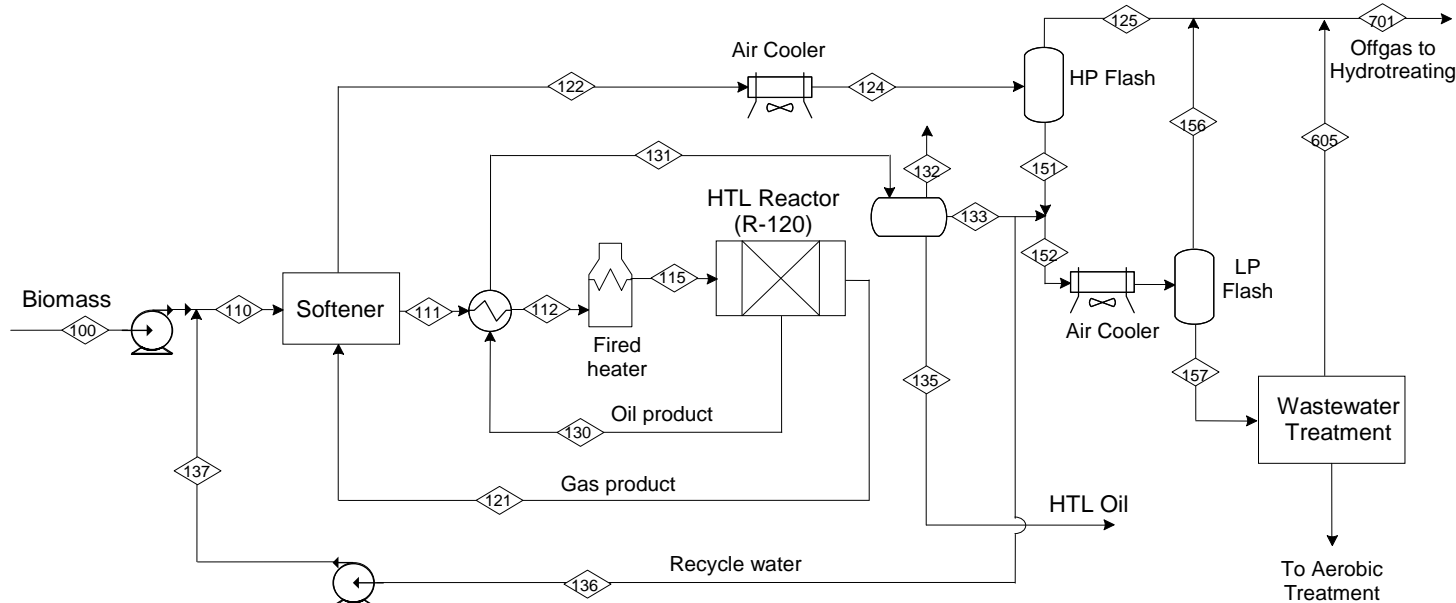 125
701
Air Cooler
Offgas to
Hydrotreating
122
124
HP Flash
156
605
131
132
151
HTL Reactor
(R-120)
133
152
115
LP
Flash
Biomass
110
Softener
111
112
100
Air Cooler
Fired
heater
135
157
Oil product
130
Wastewater
Treatment
137
Gas product
121
HTL Oil
Recycle water
136
To Aerobic
Treatment